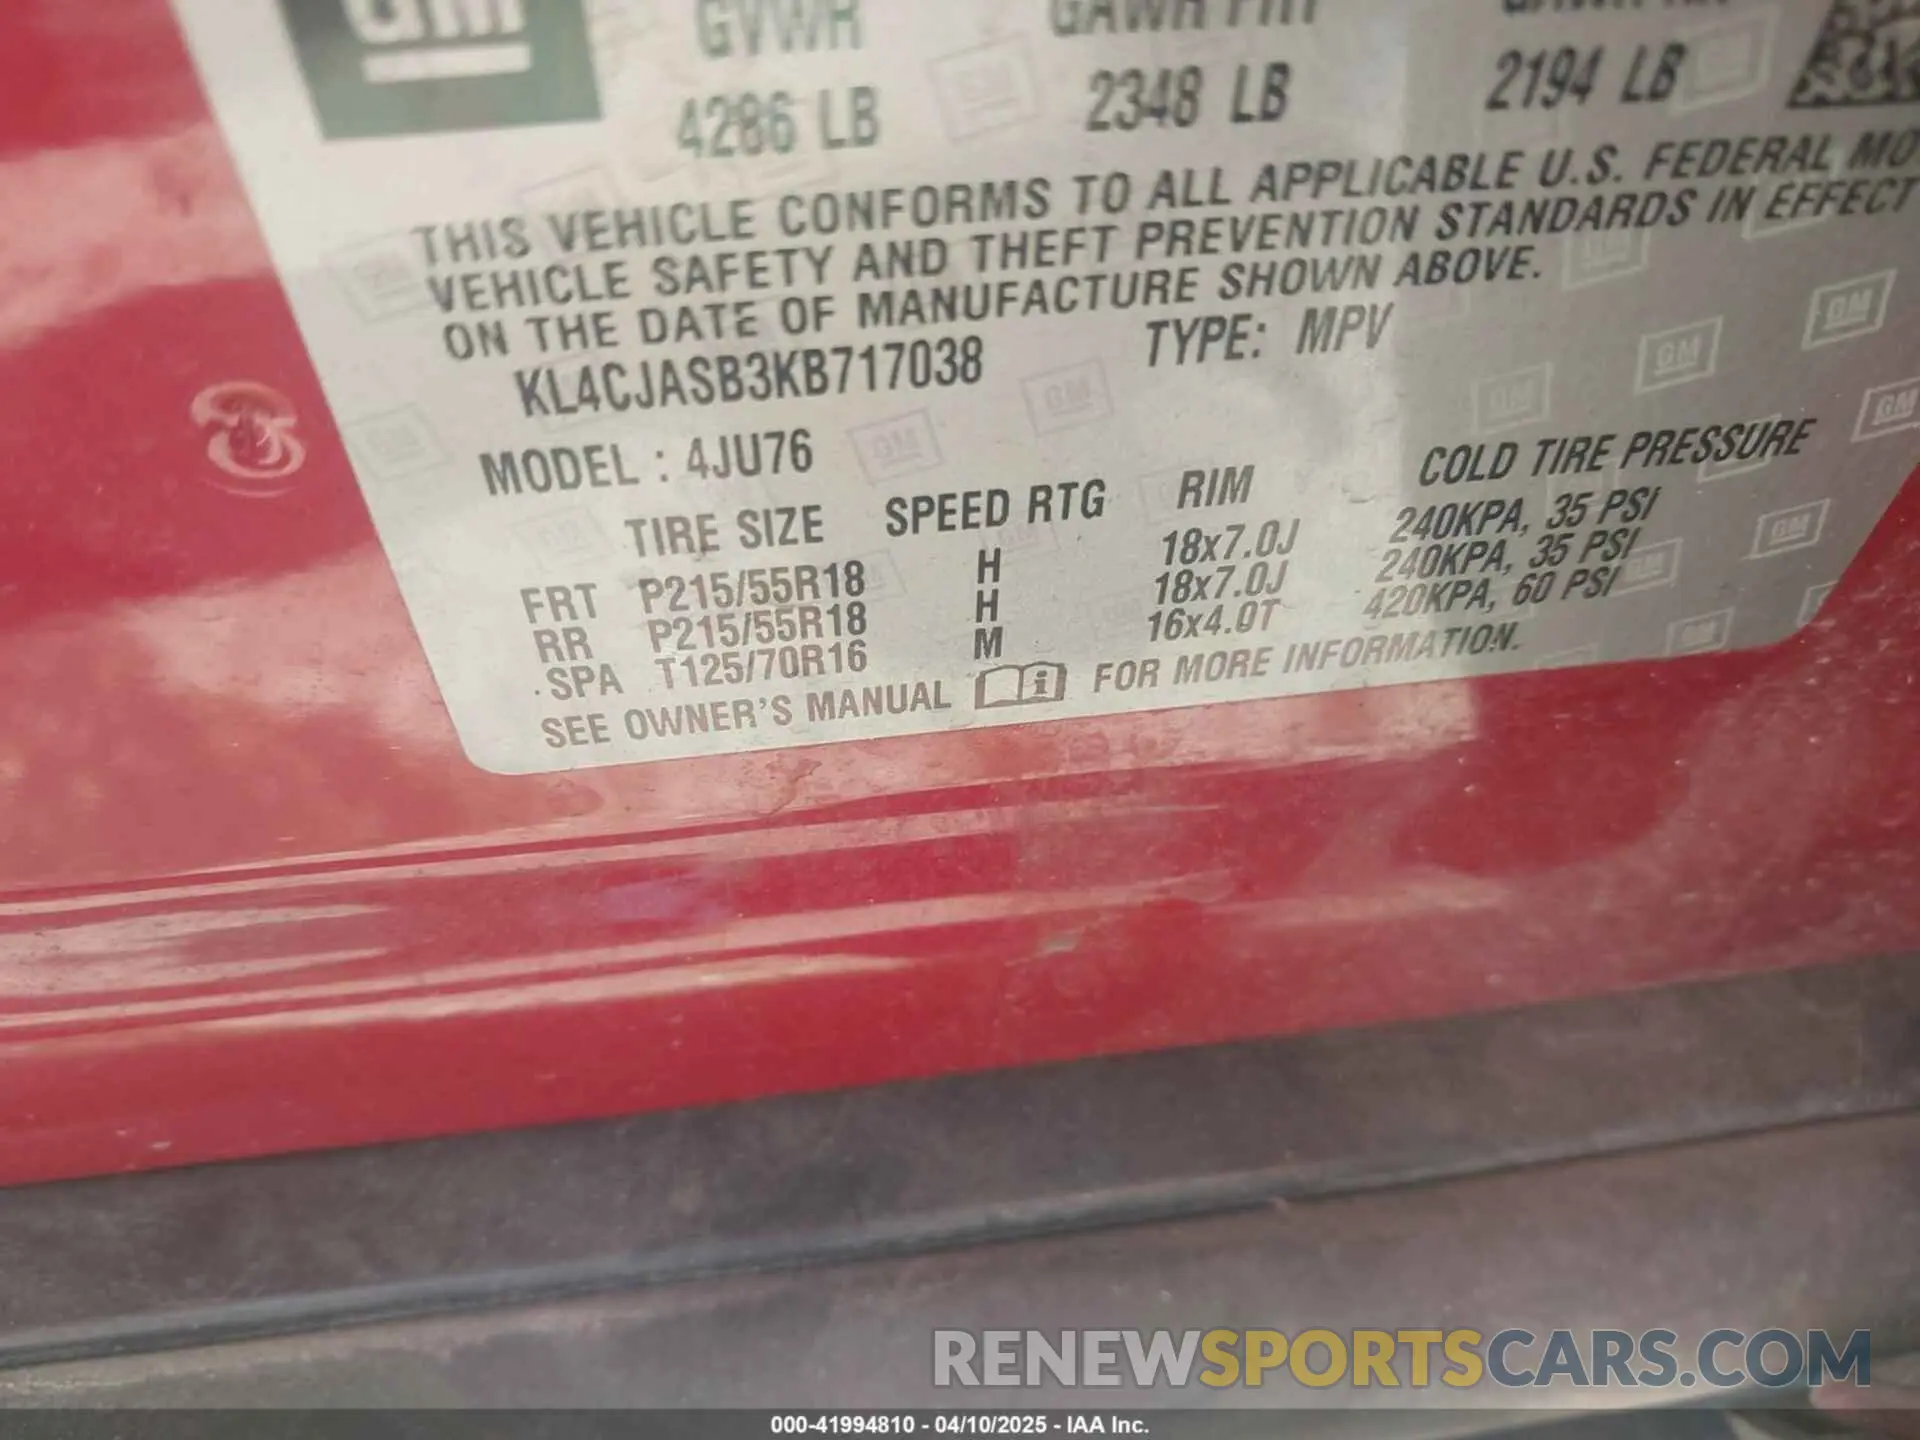 GM GVWR GAWR FRT
4286 LB 2348 LB 2194 LB
THIS VEHICLE CONFORMS TO ALL APPLICABLE U.S. FEDERAL MO
VEHICLE SAFETY AND THEFT PREVENTION STANDARDS IN EFFECT
ON THE DATE OF MANUFACTURE SHOWN ABOVE.
KL4CJASB3KB717038 TYPE: MPV
MODEL : 4JU76
TIRE SIZE SPEED RTG RIM COLD TIRE PRESSURE
FRT P215/55R18 H 18x7.0J 240KPA, 35 PSI
RR P215/55R18 H 18x7.0J 240KPA, 35 PSI
SPA T125/70R16 M 16x4.0T 420KPA, 60 PSI
SEE OWNER'S MANUAL FOR MORE INFORMATION.
RENEWSPORTSCARS.COM
000-41994810 - 04/10/2025 - IAA Inc.